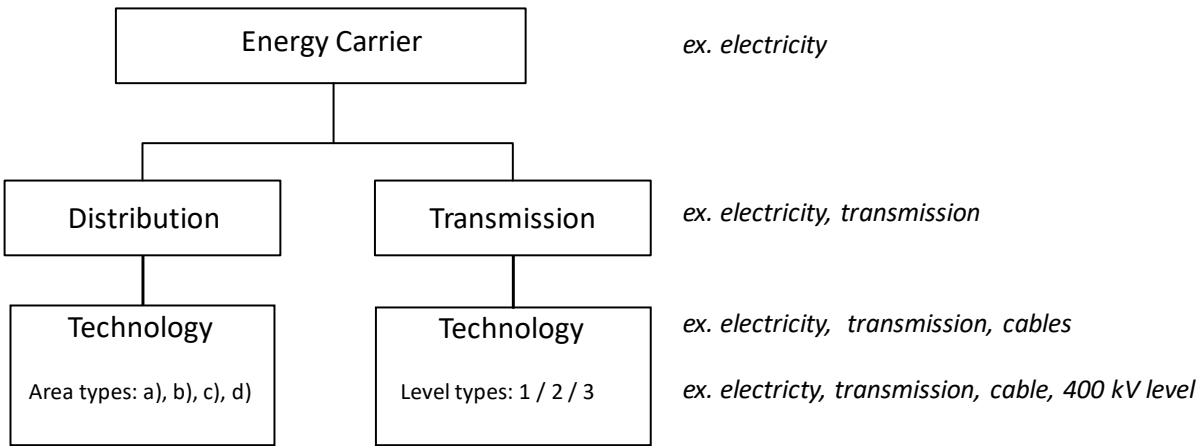 Energy Carrier
ex. electricity
Distribution
Transmission
ex. electricity, transmission
Technology
Technology
ex. electricity, transmission, cables
Area types: a), b), c), d)
Level types: 1 / 2 / 3
ex. electricty, transmission, cable, 400 kV level